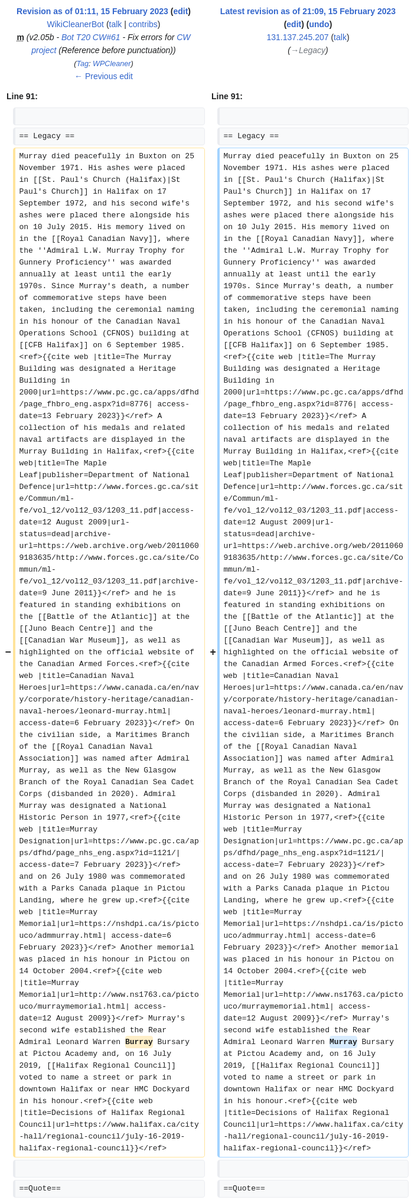 Revision as of 01:11, 15 February 2023 (edit)
WikiCleanerBot (talk | contribs)
m (v2.05b - Bot T20 CW#61 - Fix errors for CW
project (Reference before punctuation))
(Tag: WPCleaner)
← Previous edit
Latest revision as of 21:09, 15 February 2023
(edit) (undo)
131.137.245.207 (talk)
(→Legacy)
Line 91:
Line 91:
== Legacy ==
== Legacy ==
−
Murray died peacefully in Buxton on 25
November 1971. His ashes were placed
in [[St. Paul's Church (Halifax)|St
Paul's Church]] in Halifax on 17
September 1972, and his second wife's
ashes were placed there alongside his
on 10 July 2015. His memory lived on
in the [[Royal Canadian Navy]], where
the ''Admiral L.W. Murray Trophy for
Gunnery Proficiency'' was awarded
annually at least until the early
1970s. Since Murray's death, a number
of commemorative steps have been
taken, including the ceremonial naming
in his honour of the Canadian Naval
Operations School (CFNOS) building at
[[CFB Halifax]] on 6 September 1985.
<ref>{{cite web |title=The Murray
Building was designated a Heritage
Building in
2000|url=https://www.pc.gc.ca/apps/dfhd
/page_fhbro_eng.aspx?id=8776| access-
date=13 February 2023}}</ref> A
collection of his medals and related
naval artifacts are displayed in the
Murray Building in Halifax,<ref>{{cite
web|title=The Maple
Leaf|publisher=Department of National
Defence|url=http://www.forces.gc.ca/sit
e/Commun/ml-
fe/vol_12/vol12_03/1203_11.pdf|access-
date=12 August 2009|url-
status=dead|archive-
url=https://web.archive.org/web/2011060
9183635/http://www.forces.gc.ca/site/Co
mmun/ml-
fe/vol_12/vol12_03/1203_11.pdf|archive-
date=9 June 2011}}</ref> and he is
featured in standing exhibitions on
the [[Battle of the Atlantic]] at the
[[Juno Beach Centre]] and the
[[Canadian War Museum]], as well as
highlighted on the official website of
the Canadian Armed Forces.<ref>{{cite
web |title=Canadian Naval
Heroes|url=https://www.canada.ca/en/nav
y/corporate/history-heritage/canadian-
naval-heroes/leonard-murray.html|
access-date=6 February 2023}}</ref> On
the civilian side, a Maritimes Branch
of the [[Royal Canadian Naval
Association]] was named after Admiral
Murray, as well as the New Glasgow
Branch of the Royal Canadian Sea Cadet
Corps (disbanded in 2020). Admiral
Murray was designated a National
Historic Person in 1977,<ref>{{cite
web |title=Murray
Designation|url=https://www.pc.gc.ca/ap
ps/dfhd/page_nhs_eng.aspx?id=1121/|
access-date=7 February 2023}}</ref>
and on 26 July 1980 was commemorated
with a Parks Canada plaque in Pictou
Landing, where he grew up.<ref>{{cite
web |title=Murray
Memorial|url=https://nshdpi.ca/is/picto
uco/admmurray.html| access-date=6
February 2023}}</ref> Another memorial
was placed in his honour in Pictou on
14 October 2004.<ref>{{cite web
|title=Murray
Memorial|url=http://www.ns1763.ca/picto
uco/murraymemorial.html| access-
date=12 August 2009}}</ref> Murray's
second wife established the Rear
Admiral Leonard Warren Burray Bursary
at Pictou Academy and, on 16 July
2019, [[Halifax Regional Council]]
voted to name a street or park in
downtown Halifax or near HMC Dockyard
in his honour.<ref>{{cite web
|title=Decisions of Halifax Regional
Council|url=https://www.halifax.ca/city
-hall/regional-council/july-16-2019-
halifax-regional-council}}</ref>
+
Murray died peacefully in Buxton on 25
November 1971. His ashes were placed
in [[St. Paul's Church (Halifax)|St
Paul's Church]] in Halifax on 17
September 1972, and his second wife's
ashes were placed there alongside his
on 10 July 2015. His memory lived on
in the [[Royal Canadian Navy]], where
the ''Admiral L.W. Murray Trophy for
Gunnery Proficiency'' was awarded
annually at least until the early
1970s. Since Murray's death, a number
of commemorative steps have been
taken, including the ceremonial naming
in his honour of the Canadian Naval
Operations School (CFNOS) building at
[[CFB Halifax]] on 6 September 1985.
<ref>{{cite web |title=The Murray
Building was designated a Heritage
Building in
2000|url=https://www.pc.gc.ca/apps/dfhd
/page_fhbro_eng.aspx?id=8776| access-
date=13 February 2023}}</ref> A
collection of his medals and related
naval artifacts are displayed in the
Murray Building in Halifax,<ref>{{cite
web|title=The Maple
Leaf|publisher=Department of National
Defence|url=http://www.forces.gc.ca/sit
e/Commun/ml-
fe/vol_12/vol12_03/1203_11.pdf|access-
date=12 August 2009|url-
status=dead|archive-
url=https://web.archive.org/web/2011060
9183635/http://www.forces.gc.ca/site/Co
mmun/ml-
fe/vol_12/vol12_03/1203_11.pdf|archive-
date=9 June 2011}}</ref> and he is
featured in standing exhibitions on
the [[Battle of the Atlantic]] at the
[[Juno Beach Centre]] and the
[[Canadian War Museum]], as well as
highlighted on the official website of
the Canadian Armed Forces.<ref>{{cite
web |title=Canadian Naval
Heroes|url=https://www.canada.ca/en/nav
y/corporate/history-heritage/canadian-
naval-heroes/leonard-murray.html|
access-date=6 February 2023}}</ref> On
the civilian side, a Maritimes Branch
of the [[Royal Canadian Naval
Association]] was named after Admiral
Murray, as well as the New Glasgow
Branch of the Royal Canadian Sea Cadet
Corps (disbanded in 2020). Admiral
Murray was designated a National
Historic Person in 1977,<ref>{{cite
web |title=Murray
Designation|url=https://www.pc.gc.ca/ap
ps/dfhd/page_nhs_eng.aspx?id=1121/|
access-date=7 February 2023}}</ref>
and on 26 July 1980 was commemorated
with a Parks Canada plaque in Pictou
Landing, where he grew up.<ref>{{cite
web |title=Murray
Memorial|url=https://nshdpi.ca/is/picto
uco/admmurray.html| access-date=6
February 2023}}</ref> Another memorial
was placed in his honour in Pictou on
14 October 2004.<ref>{{cite web
|title=Murray
Memorial|url=http://www.ns1763.ca/picto
uco/murraymemorial.html| access-
date=12 August 2009}}</ref> Murray's
second wife established the Rear
Admiral Leonard Warren Murray Bursary
at Pictou Academy and, on 16 July
2019, [[Halifax Regional Council]]
voted to name a street or park in
downtown Halifax or near HMC Dockyard
in his honour.<ref>{{cite web
|title=Decisions of Halifax Regional
Council|url=https://www.halifax.ca/city
-hall/regional-council/july-16-2019-
halifax-regional-council}}</ref>
==Quote==
==Quote==